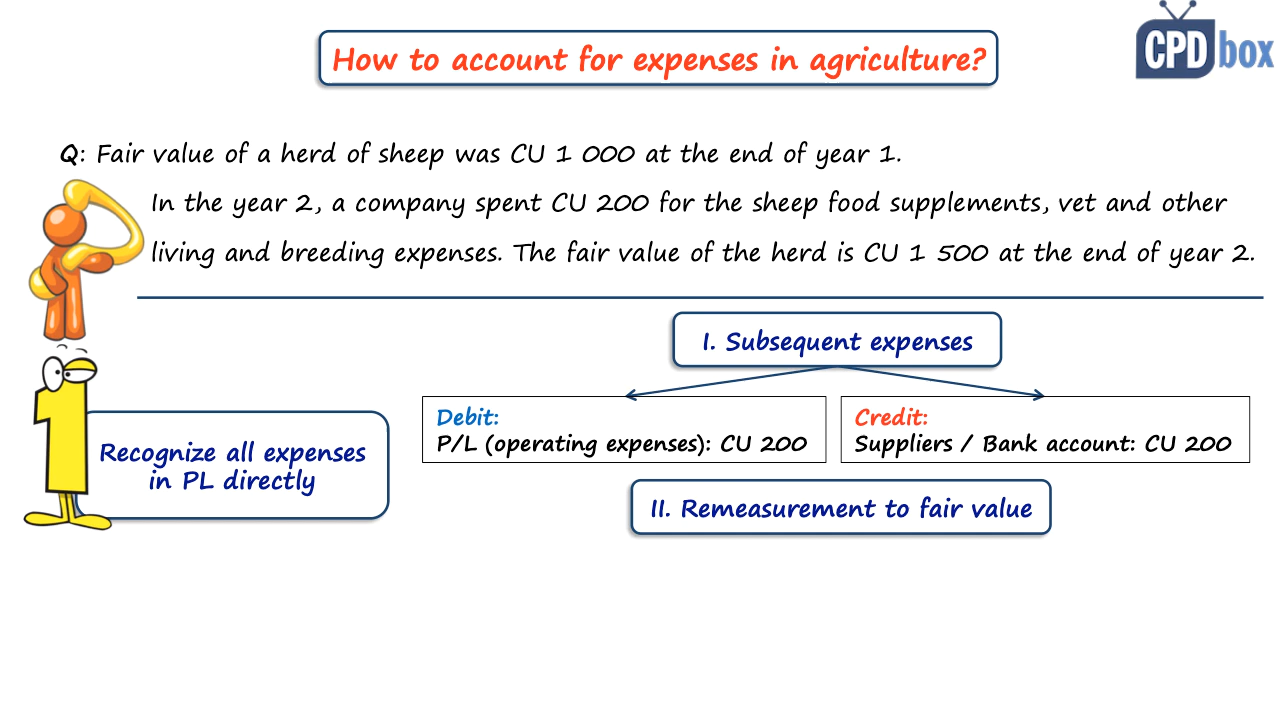 CPDbox
How to account for expenses in agriculture?
Q: Fair value of a herd of sheep was CU 1 000 at the end of year 1.
In the year 2, a company spent CU 200 for the sheep food supplements, vet and other
living and breeding expenses. The fair value of the herd is CU 1 500 at the end of year 2.
I. Subsequent expenses
Debit:
P/L (operating expenses): CU 200
Credit:
Suppliers / Bank account: CU 200
1
Recognize all expenses
in PL directly
II. Remeasurement to fair value